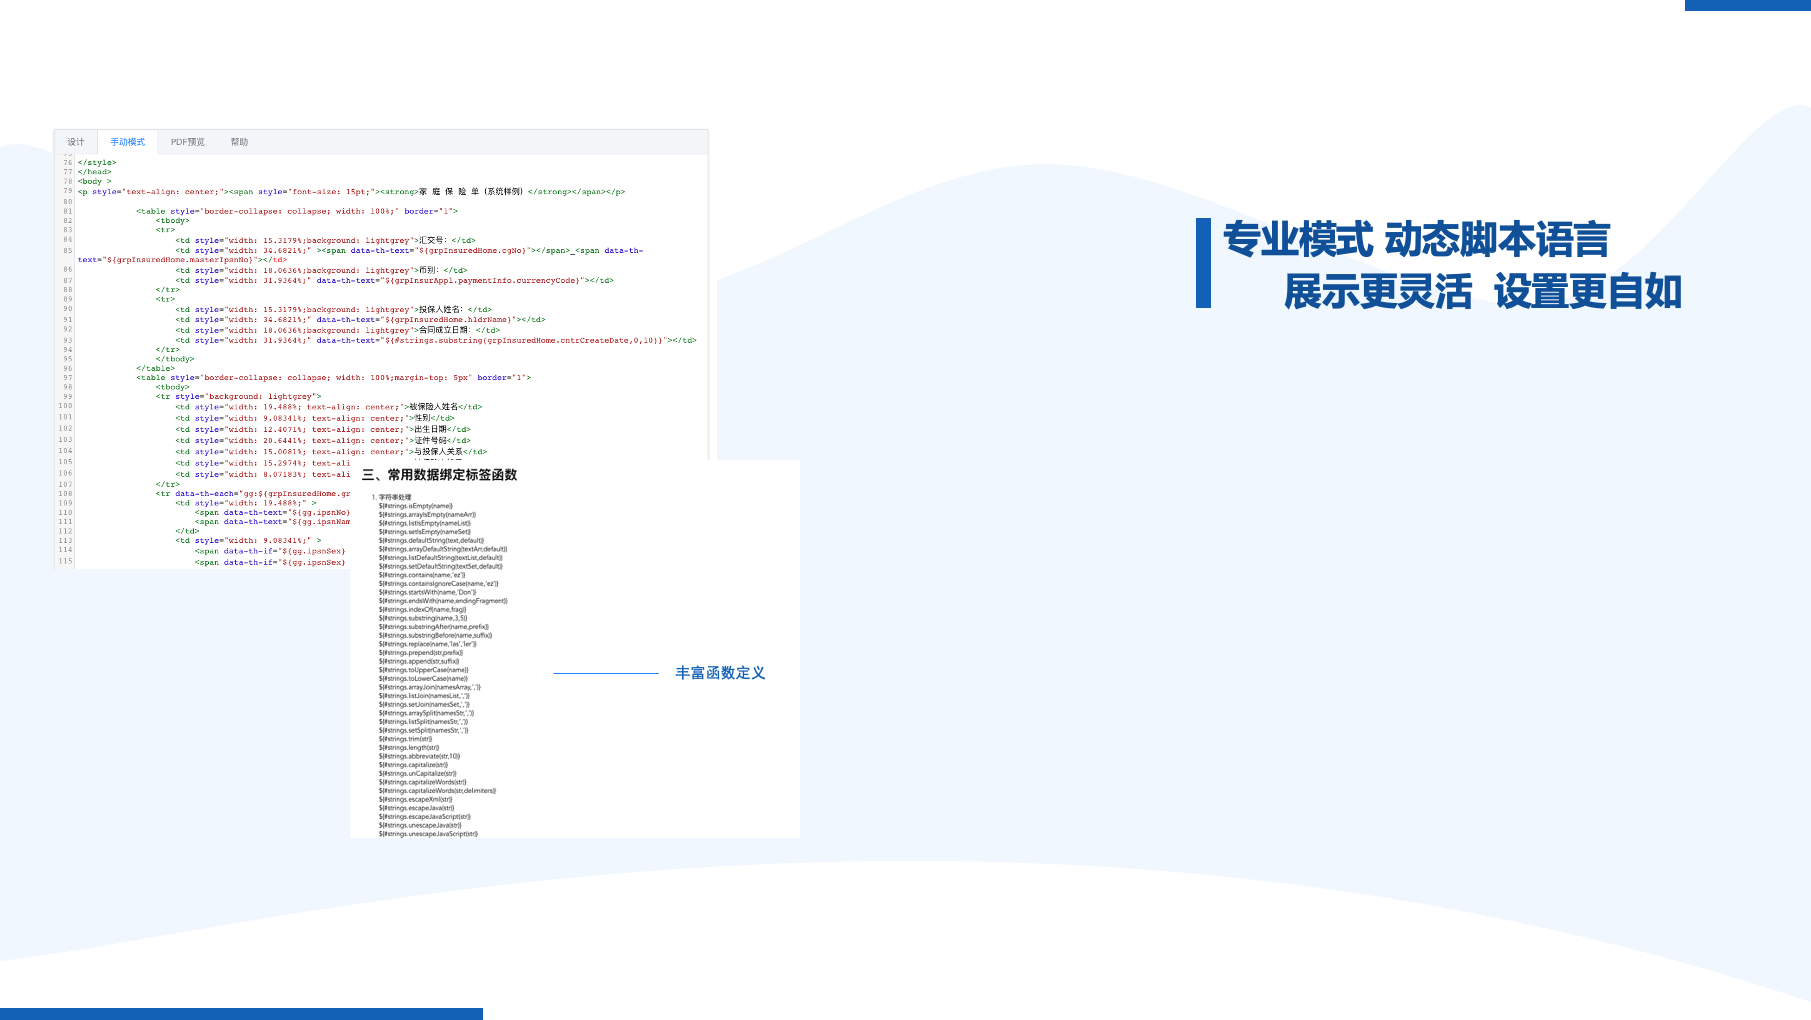 设计 手动模式 PDF预览 帮助
76 </style>
77 </head>
78 <body >
79 <p style="text-align: center;"><span style="font-size: 15pt;"><strong>家 庭 保 险 单 (系统样例) </strong></span></p>
80
81 <table style="border-collapse: collapse; width: 100%;" border="1">
82 <tbody>
83 <tr>
84 <td style="width: 15.3179%;background: lightgrey">汇交号: </td>
85 <td style="width: 34.6821%;" ><span data-th-text="${grpInsuredHome.cgNo}"></span>_<span data-th-
text="${grpInsuredHome.masterIpsnNo}"></td>
86 <td style="width: 18.0636%;background: lightgrey">币别: </td>
87 <td style="width: 31.9364%;" data-th-text="${grpInsurAppl.paymentInfo.currencyCode}"></td>
88 </tr>
89 <tr>
90 <td style="width: 15.3179%;background: lightgrey">投保人姓名: </td>
91 <td style="width: 34.6821%;" data-th-text="${grpInsuredHome.hldrName}"></td>
92 <td style="width: 18.0636%;background: lightgrey">合同成立日期: </td>
93 <td style="width: 31.9364%;" data-th-text="${#strings.substring(grpInsuredHome.cntrCreateDate,0,10)}"></td>
94 </tr>
95 </tbody>
96 </table>
97 <table style="border-collapse: collapse; width: 100%;margin-top: 5px" border="1">
98 <tbody>
99 <tr style="background: lightgrey">
100 <td style="width: 19.488%; text-align: center;">被保险人姓名</td>
101 <td style="width: 9.08341%; text-align: center;">性别</td>
102 <td style="width: 12.4071%; text-align: center;">出生日期</td>
103 <td style="width: 20.6441%; text-align: center;">证件号码</td>
104 <td style="width: 15.0081%; text-align: center;">与投保人关系</td>
105 <td style="width: 15.2974%; text-ali
106 <td style="width: 8.07183%; text-ali
107 </tr>
108 <tr data-th-each="gg:${grpInsuredHome.gr
109 <td style="width: 19.488%;" >
110 <span data-th-text="${gg.ipsnNo}
111 <span data-th-text="${gg.ipsnNam
112 </td>
113 <td style="width: 9.08341%;" >
114 <span data-th-if="${gg.ipsnSex}
115 <span data-th-if="${gg.ipsnSex}
三、常用数据绑定标签函数
1. 字符串处理
${#strings.isEmpty(name)}
${#strings.arrayIsEmpty(nameArr)}
${#strings.listIsEmpty(nameList)}
${#strings.setIsEmpty(nameSet)}
${#strings.defaultString(text,default)}
${#strings.arrayDefaultString(textArr,default)}
${#strings.listDefaultString(textList,default)}
${#strings.setDefaultString(textSet,default)}
${#strings.contains(name,'ez')}
${#strings.containsIgnoreCase(name,'ez')}
${#strings.startsWith(name,'Don')}
${#strings.endsWith(name,endingFragment)}
${#strings.indexOf(name,frag)}
${#strings.substring(name,3,5)}
${#strings.substringAfter(name,prefix)}
${#strings.substringBefore(name,suffix)}
${#strings.replace(name,'las','ler')}
${#strings.prepend(str,prefix)}
${#strings.append(str,suffix)}
${#strings.toUpperCase(name)}
${#strings.toLowerCase(name)}
${#strings.arrayJoin(namesArray,',')}
${#strings.listJoin(namesList,',')}
${#strings.setJoin(namesSet,',')}
${#strings.arraySplit(namesStr,',')}
${#strings.listSplit(namesStr,',')}
${#strings.setSplit(namesStr,',')}
${#strings.trim(str)}
${#strings.length(str)}
${#strings.abbreviate(str,10)}
${#strings.capitalize(str)}
${#strings.unCapitalize(str)}
${#strings.capitalizeWords(str)}
${#strings.capitalizeWords(str,delimiters)}
${#strings.escapeXml(str)}
${#strings.escapeJava(str)}
${#strings.escapeJavaScript(str)}
${#strings.unescapeJava(str)}
${#strings.unescapeJavaScript(str)}
丰富函数定义
专业模式 动态脚本语言
展示更灵活 设置更自如